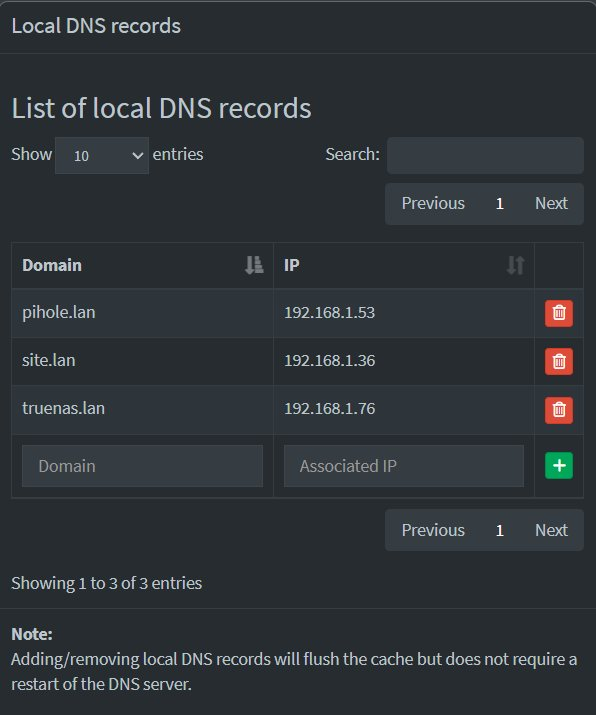 Local DNS records
List of local DNS records
Show 10 entries Search:
Previous 1 Next
Domain IP
pihole.lan 192.168.1.53
site.lan 192.168.1.36
truenas.lan 192.168.1.76
Domain Associated IP
Previous 1 Next
Showing 1 to 3 of 3 entries
Note:
Adding/removing local DNS records will flush the cache but does not require a
restart of the DNS server.